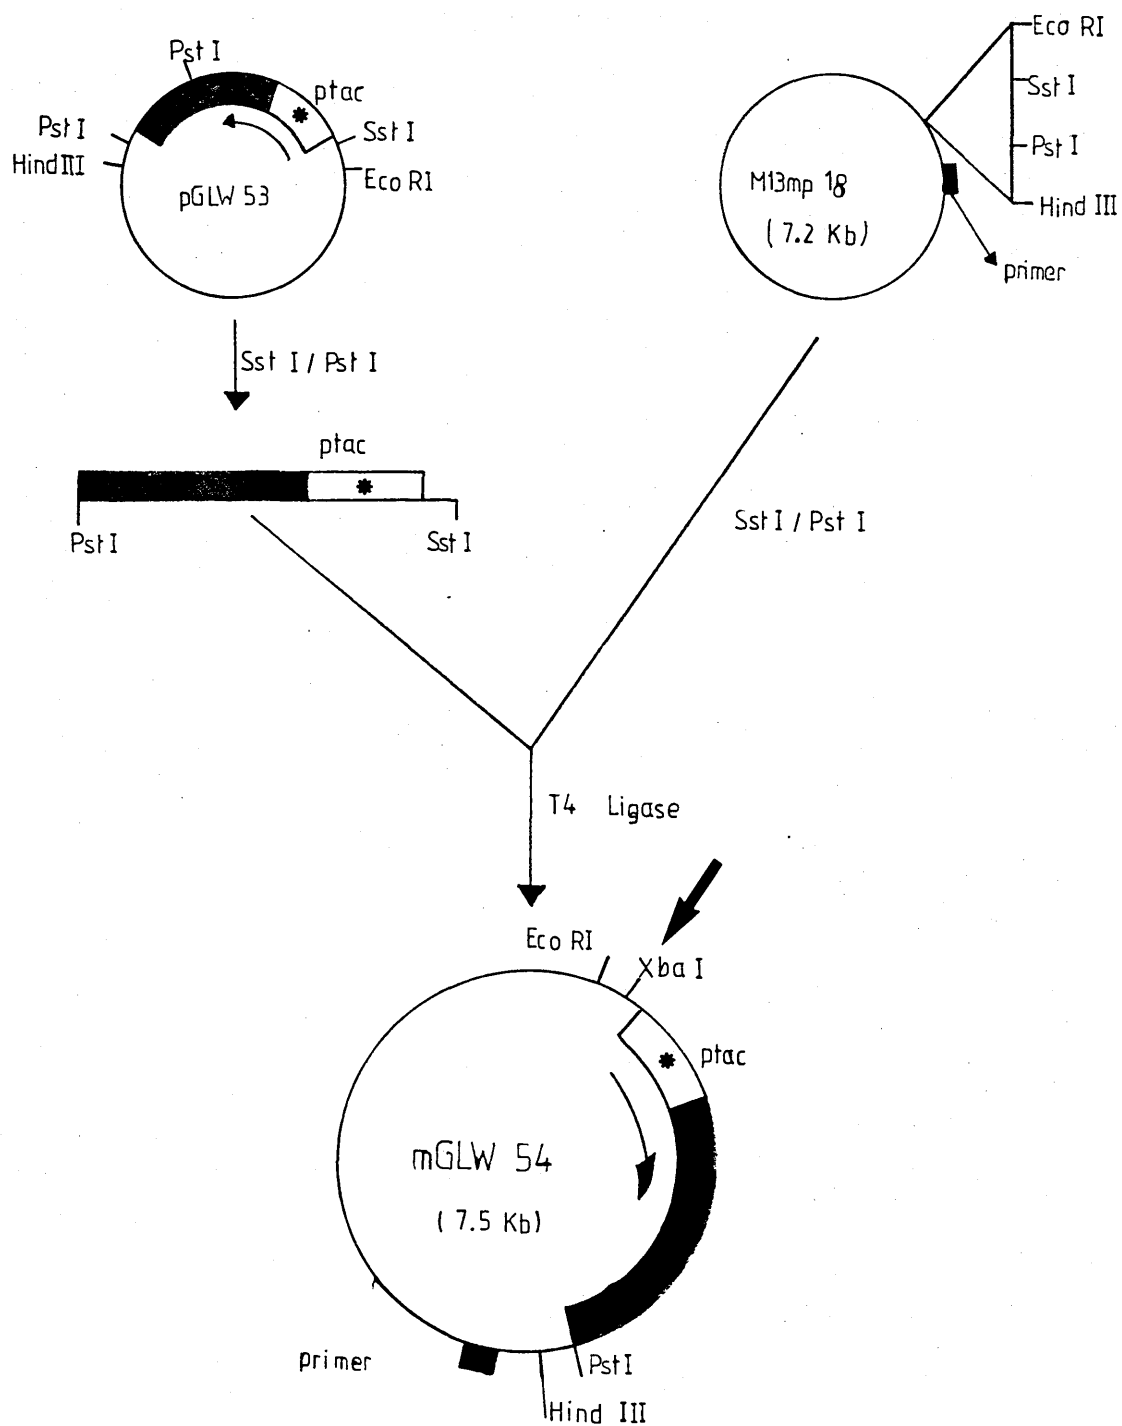 Pst I
ptac
*
Pst I
Sst I
Hind III
Eco RI
pGLW 53
Eco RI
Sst I
Pst I
Hind III
M13mp 18
( 7.2 Kb)
primer
Sst I / Pst I
ptac
*
Pst I
Sst I
Sst I / Pst I
T4 Ligase
Eco RI
Xba I
ptac
*
mGLW 54
( 7.5 Kb)
primer
Pst I
Hind III